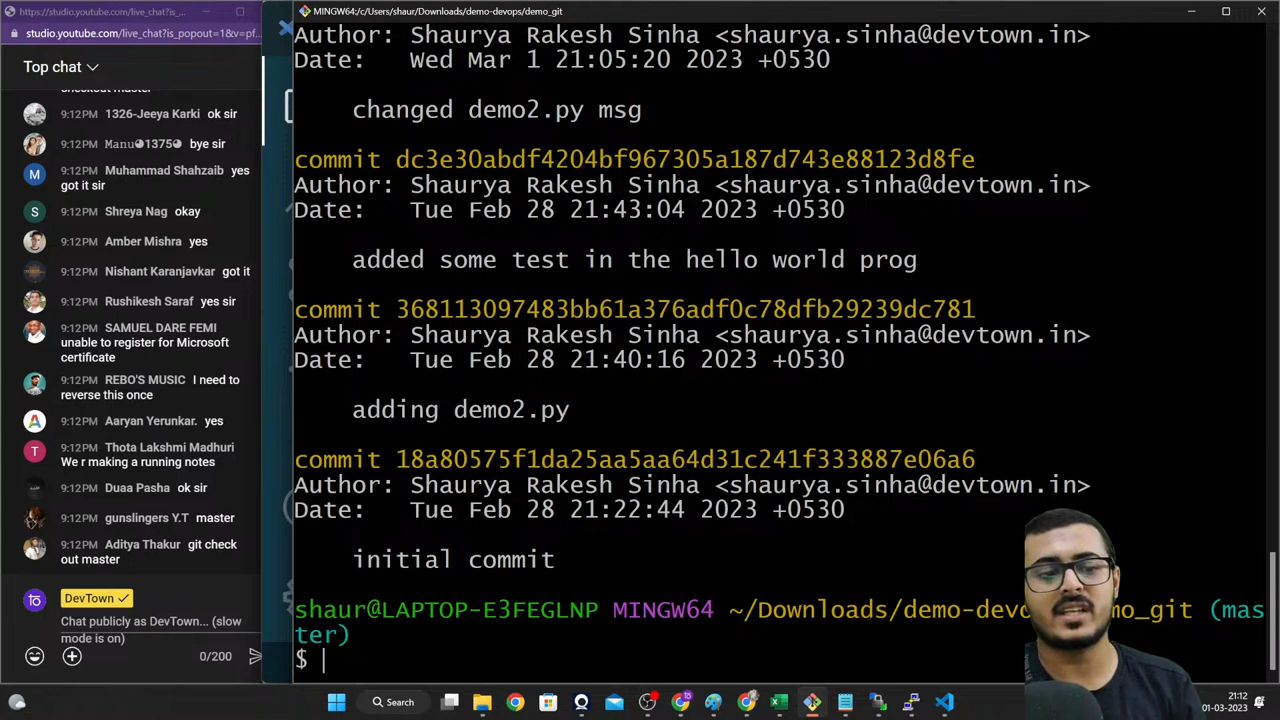 https://studio.youtube.com/live_chat?is_...
studio.youtube.com/live_chat?is_popout=1&v=pf...
Top chat
checkout master
9:12PM 1326-Jeeya Karki ok sir
9:12PM Manu 1375 bye sir
9:12PM Muhammad Shahzaib yes
got it sir
9:12PM Shreya Nag okay
9:12PM Amber Mishra yes
9:12PM Nishant Karanjavkar got it
9:12PM Rushikesh Saraf yes sir
9:12PM SAMUEL DARE FEMI
unable to register for Microsoft
certificate
9:12PM REBO'S MUSIC I need to
reverse this once
9:12PM Aaryan Yerunkar. yes
9:12PM Thota Lakshmi Madhuri
We r making a running notes
9:12PM Duaa Pasha ok sir
9:12PM gunslingers Y.T master
9:12PM Aditya Thakur git check
out master
DevTown
Chat publicly as DevTown... (slow
mode is on)
0/200
MINGW64:/c/Users/shaur/Downloads/demo-devops/demo_git
Author: Shaurya Rakesh Sinha <shaurya.sinha@devtown.in>
Date: Wed Mar 1 21:05:20 2023 +0530
changed demo2.py msg
commit dc3e30abdf4204bf967305a187d743e88123d8fe
Author: Shaurya Rakesh Sinha <shaurya.sinha@devtown.in>
Date: Tue Feb 28 21:43:04 2023 +0530
added some test in the hello world prog
commit 368113097483bb61a376adf0c78dfb29239dc781
Author: Shaurya Rakesh Sinha <shaurya.sinha@devtown.in>
Date: Tue Feb 28 21:40:16 2023 +0530
adding demo2.py
commit 18a80575f1da25aa5aa64d31c241f333887e06a6
Author: Shaurya Rakesh Sinha <shaurya.sinha@devtown.in>
Date: Tue Feb 28 21:22:44 2023 +0530
initial commit
shaur@LAPTOP-E3FEGLNP MINGW64 ~/Downloads/demo-devo mo_git (mas
ter)
$
Search
21:12
01-03-2023